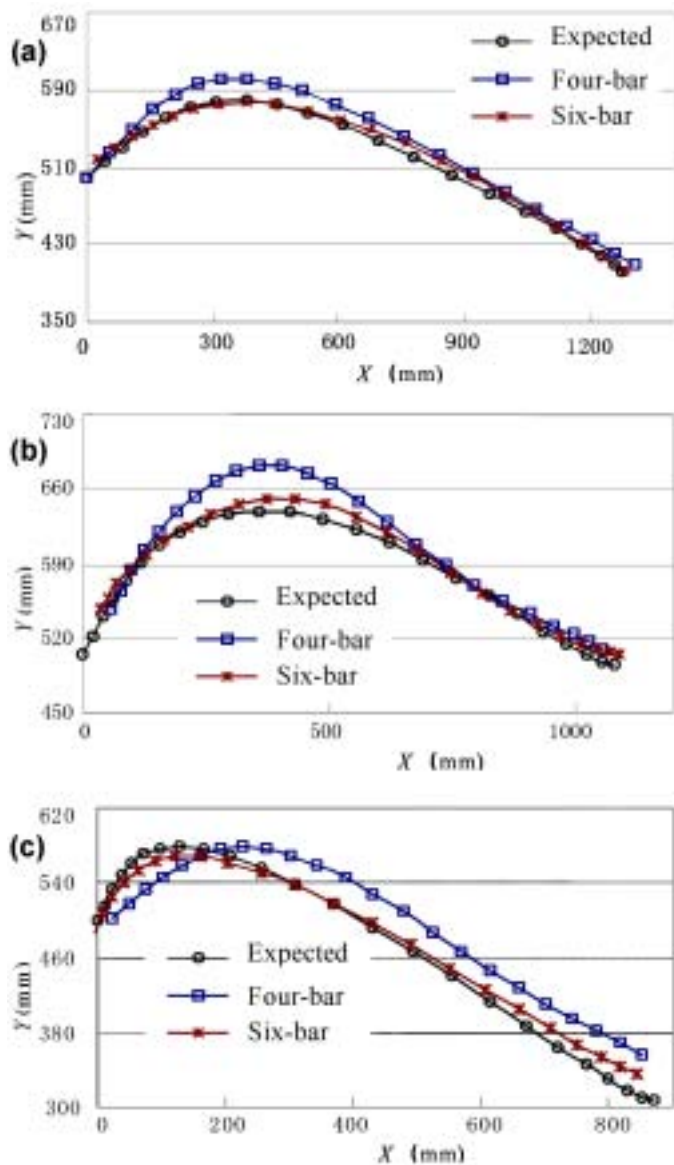 (a)
670
590
510
430
350
Y (mm)
Expected
Four-bar
Six-bar
0 300 600 900 1200
X (mm)
(b)
730
660
590
520
450
Y (mm)
Expected
Four-bar
Six-bar
0 500 1000
X (mm)
(c)
620
540
460
380
300
Y (mm)
Expected
Four-bar
Six-bar
0 200 400 600 800
X (mm)